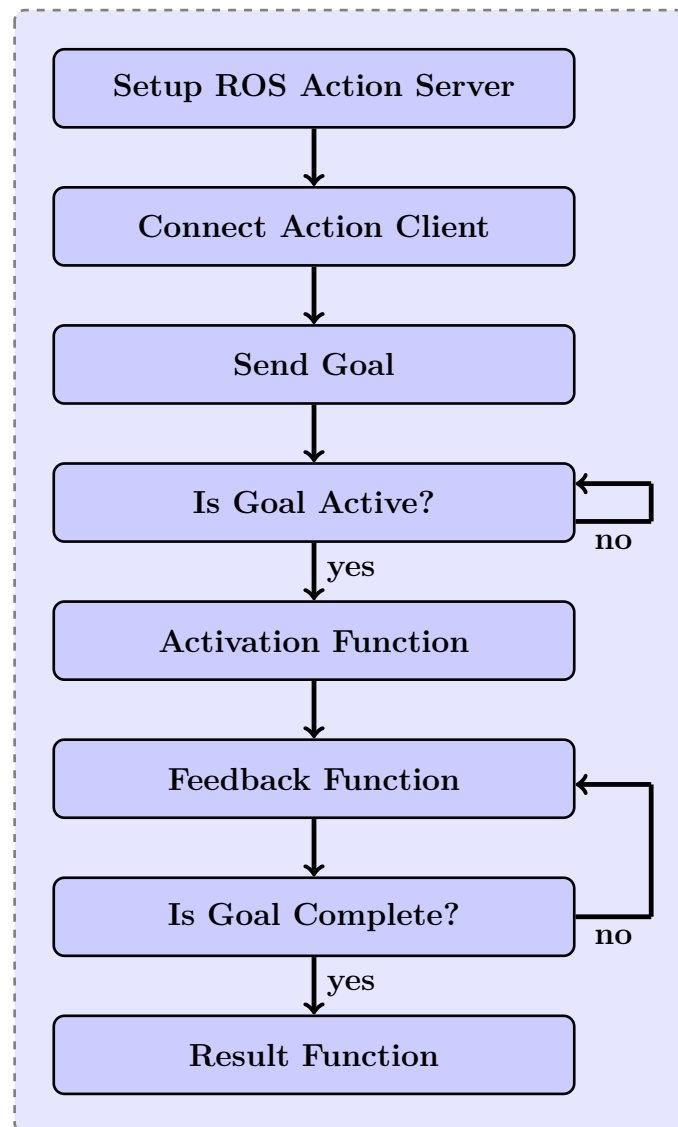 Setup ROS Action Server
Connect Action Client
Send Goal
Is Goal Active?
no
yes
Activation Function
Feedback Function
Is Goal Complete?
no
yes
Result Function